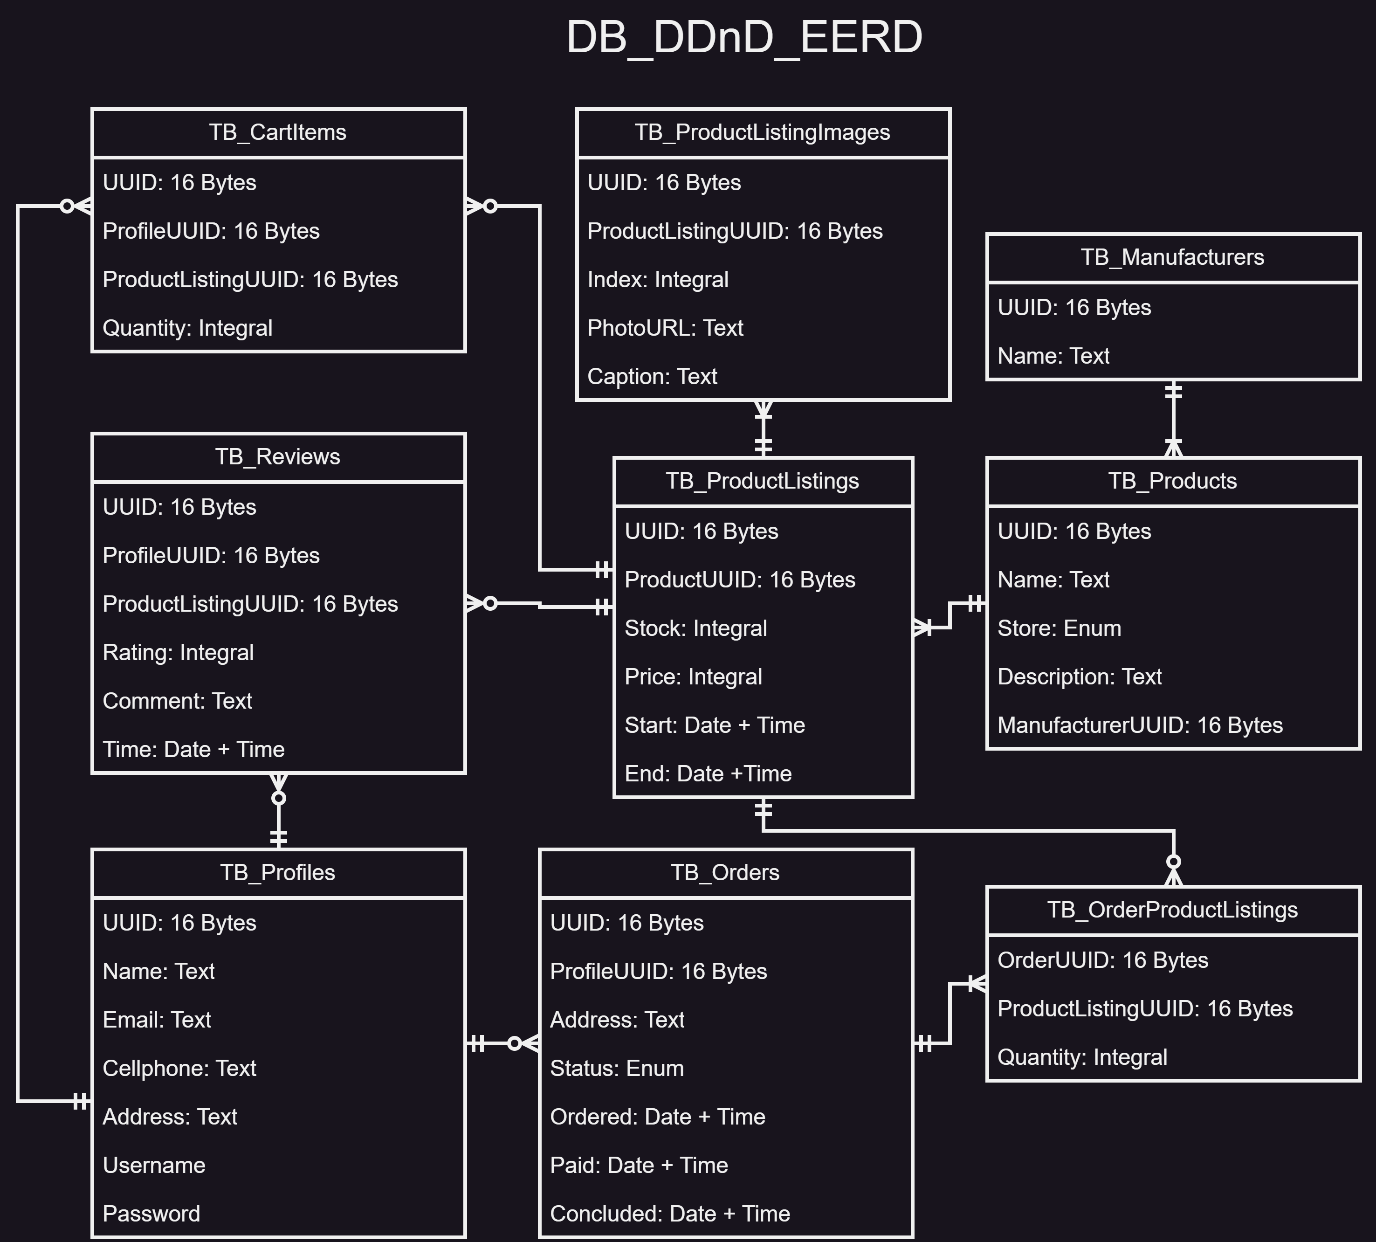 DB_DDnD_EERD
TB_CartItems
UUID: 16 Bytes
ProfileUUID: 16 Bytes
ProductListingUUID: 16 Bytes
Quantity: Integral
TB_ProductListingImages
UUID: 16 Bytes
ProductListingUUID: 16 Bytes
Index: Integral
PhotoURL: Text
Caption: Text
TB_Manufacturers
UUID: 16 Bytes
Name: Text
TB_Reviews
UUID: 16 Bytes
ProfileUUID: 16 Bytes
ProductListingUUID: 16 Bytes
Rating: Integral
Comment: Text
Time: Date + Time
TB_ProductListings
UUID: 16 Bytes
ProductUUID: 16 Bytes
Stock: Integral
Price: Integral
Start: Date + Time
End: Date +Time
TB_Products
UUID: 16 Bytes
Name: Text
Store: Enum
Description: Text
ManufacturerUUID: 16 Bytes
TB_Profiles
UUID: 16 Bytes
Name: Text
Email: Text
Cellphone: Text
Address: Text
Username
Password
TB_Orders
UUID: 16 Bytes
ProfileUUID: 16 Bytes
Address: Text
Status: Enum
Ordered: Date + Time
Paid: Date + Time
Concluded: Date + Time
TB_OrderProductListings
OrderUUID: 16 Bytes
ProductListingUUID: 16 Bytes
Quantity: Integral